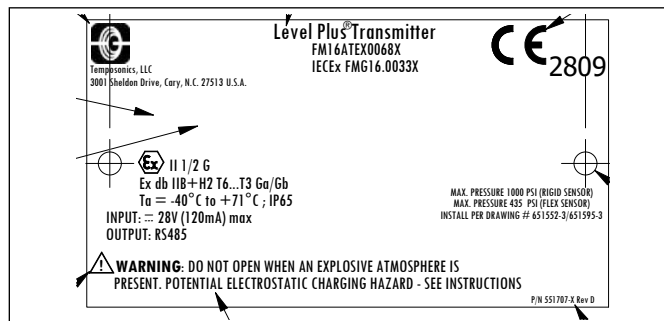 Level Plus® Transmitter
FM16ATEX0068X
IECEx FMG16.0033X
CE 2809
Temposonics, LLC
3001 Sheldon Drive, Cary, N.C. 27513 U.S.A.
Ex II 1/2 G
Ex db IIB+H2 T6...T3 Ga/Gb
Ta = -40°C to +71°C ; IP65
INPUT: ⎓ 28V (120mA) max
OUTPUT: RS485
MAX. PRESSURE 1000 PSI (RIGID SENSOR)
MAX. PRESSURE 435 PSI (FLEX SENSOR)
INSTALL PER DRAWING # 651552-3/651595-3
WARNING: DO NOT OPEN WHEN AN EXPLOSIVE ATMOSPHERE IS
PRESENT. POTENTIAL ELECTROSTATIC CHARGING HAZARD - SEE INSTRUCTIONS
P/N 551707-X Rev D